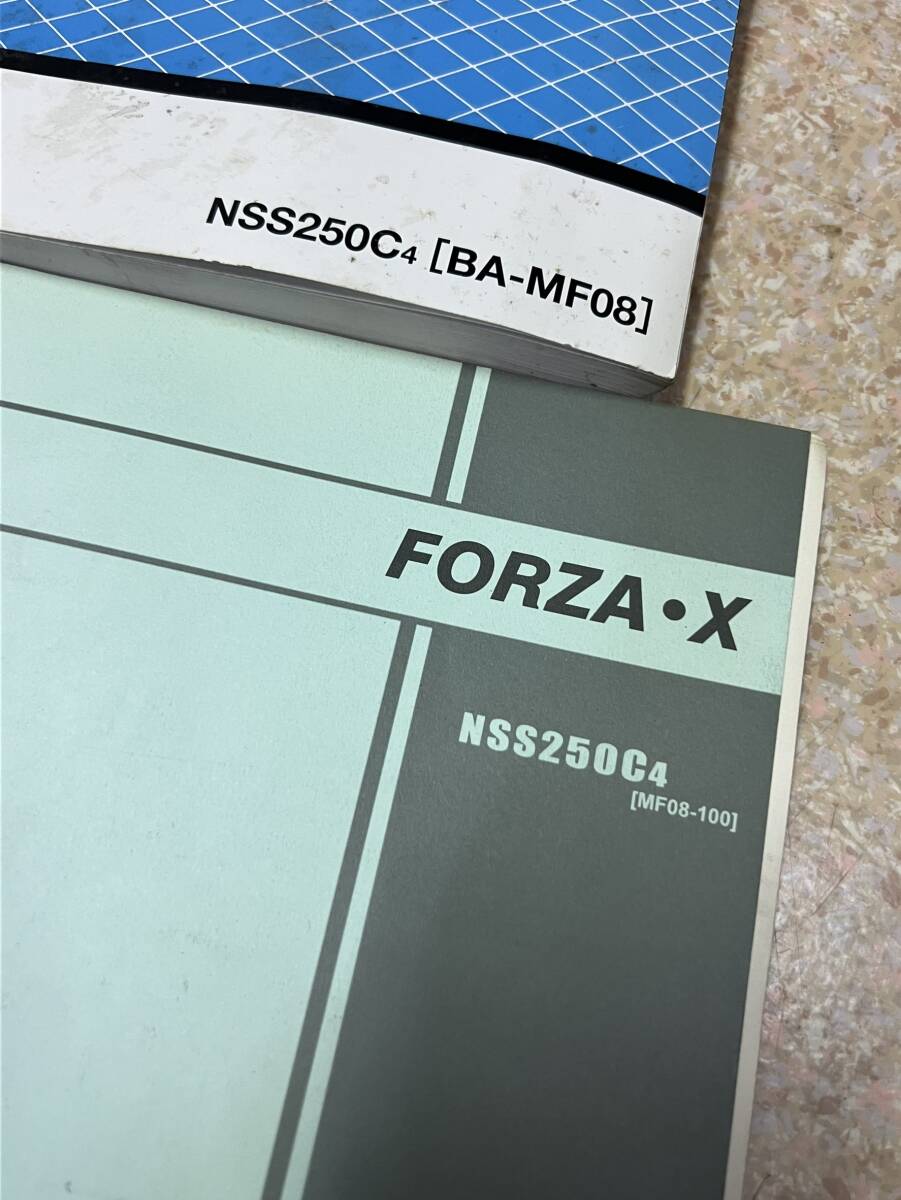 NSS250C4 [BA-MF08]
FORZA・X
NSS250C4
[MF08-100]